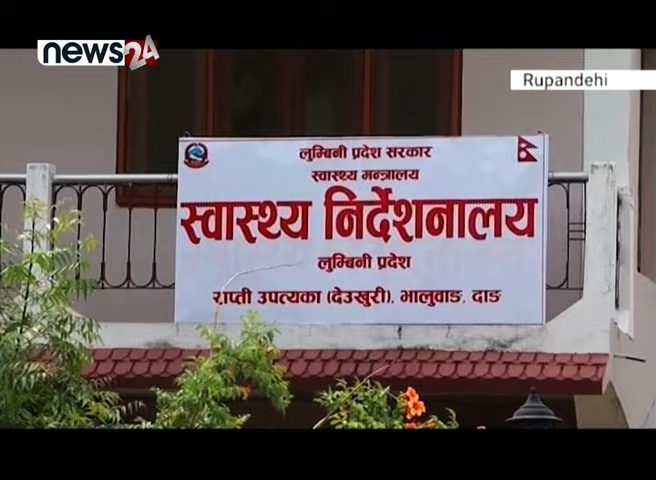 news24
Rupandehi
लुम्बिनी प्रदेश सरकार
स्वास्थ्य मन्त्रालय
स्वास्थ्य निर्देशनालय
लुम्बिनी प्रदेश
राप्ती उपत्यका (देउखुरी), भालुवाङ, दाङ